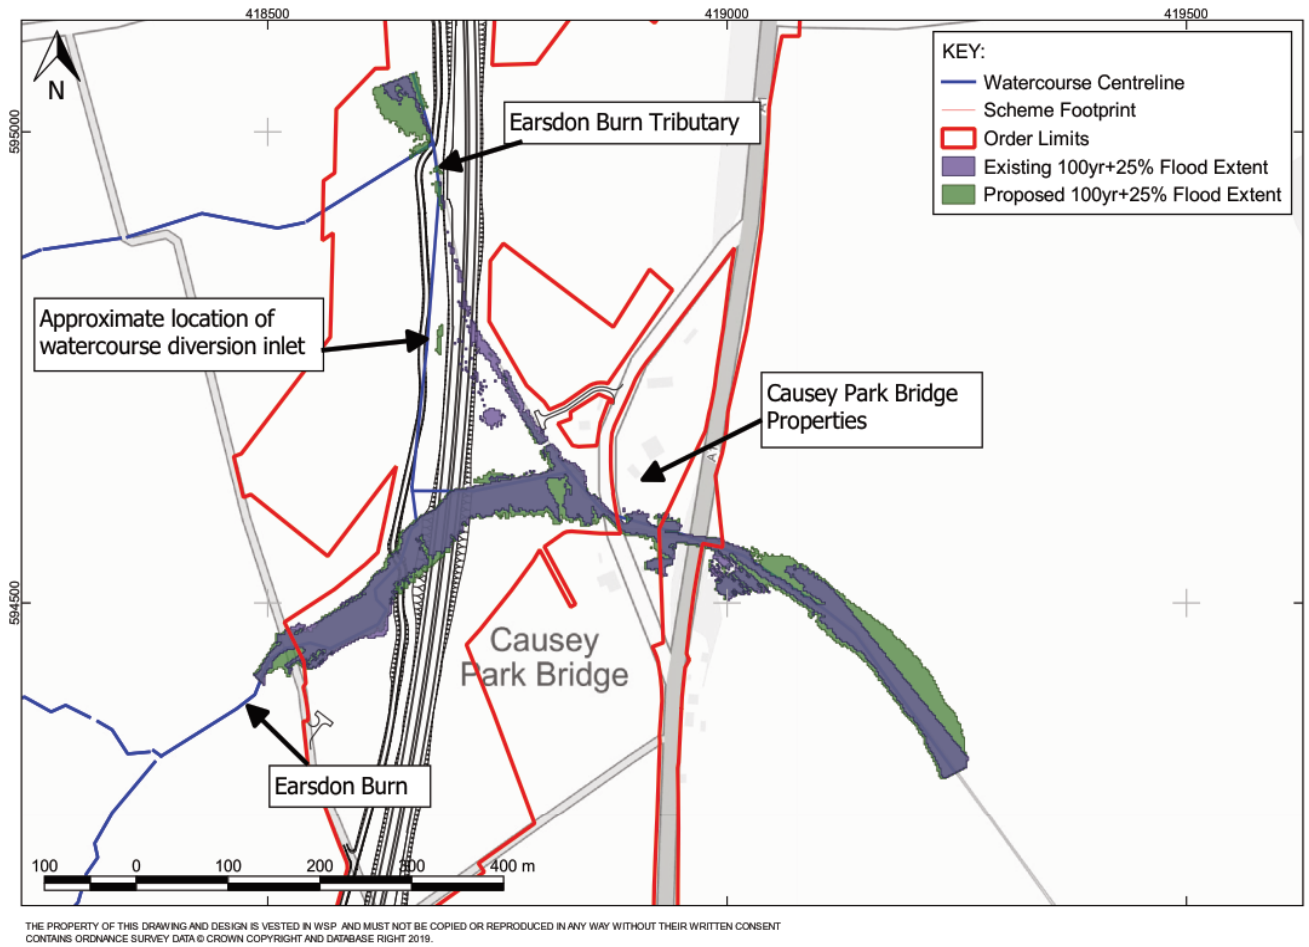 418500
419000
419500
595000
594500
N
KEY:
Watercourse Centreline
Scheme Footprint
Order Limits
Existing 100yr+25% Flood Extent
Proposed 100yr+25% Flood Extent
Earsdon Burn Tributary
Approximate location of
watercourse diversion inlet
Causey Park Bridge
Properties
Causey
Park Bridge
Earsdon Burn
100 0 100 200 300 400 m
THE PROPERTY OF THIS DRAWING AND DESIGN IS VESTED IN WSP AND MUST NOT BE COPIED OR REPRODUCED IN ANY WAY WITHOUT THEIR WRITTEN CONSENT
CONTAINS ORDNANCE SURVEY DATA © CROWN COPYRIGHT AND DATABASE RIGHT 2019.